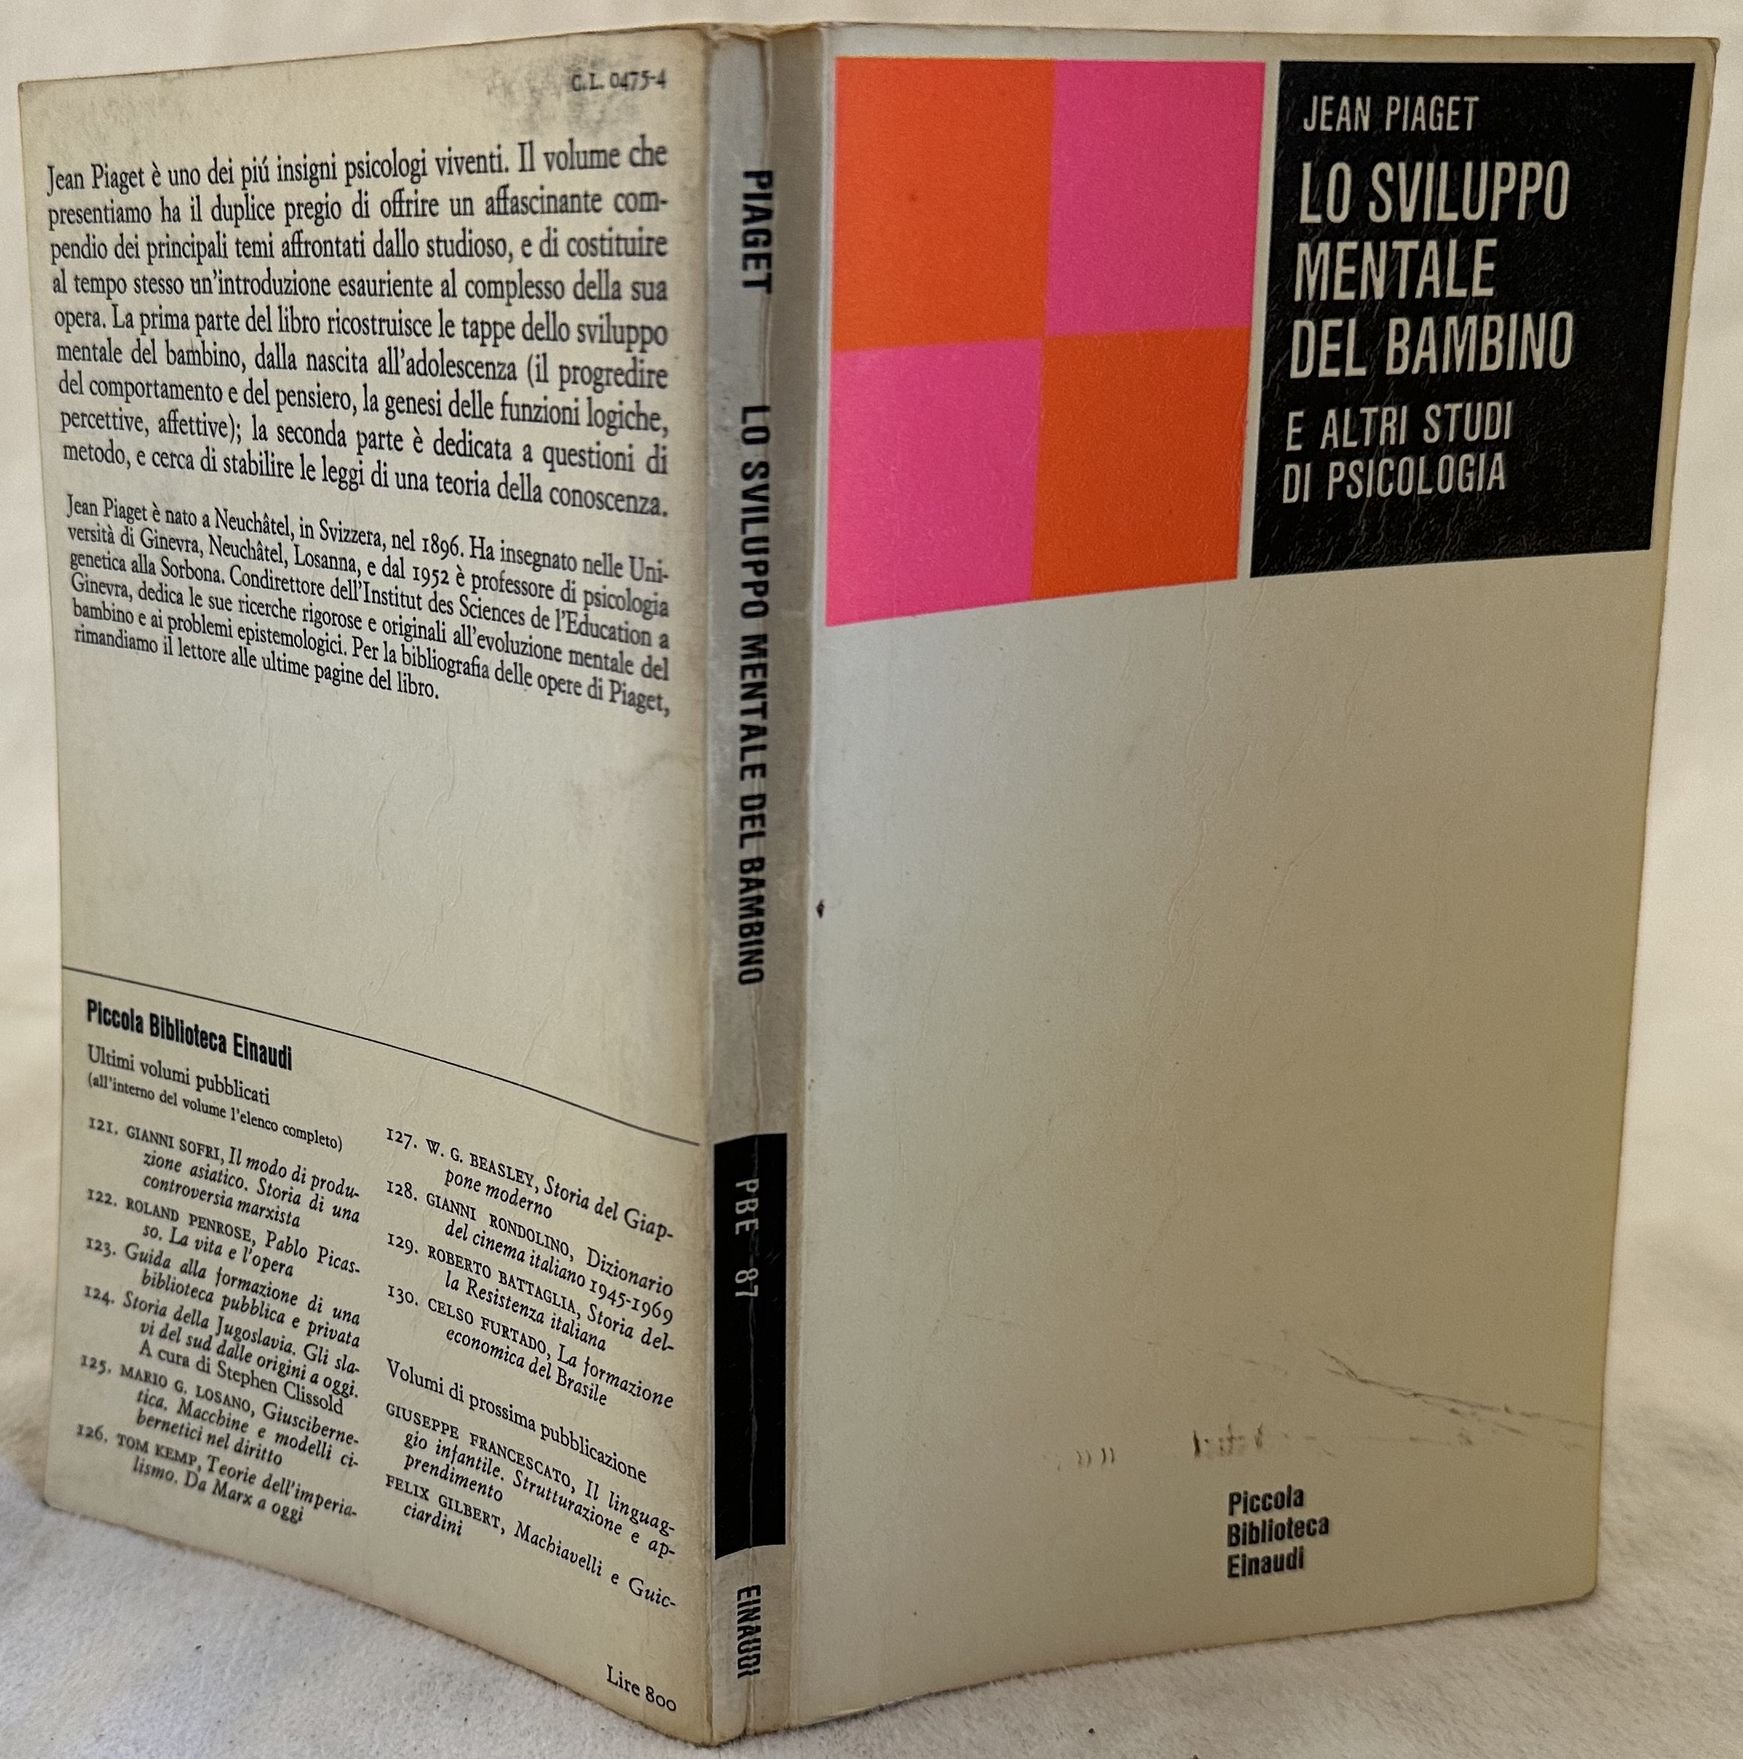 C.L. 0475-4
Jean Piaget è uno dei piú insigni psicologi viventi. Il volume che
presentiamo ha il duplice pregio di offrire un affascinante com-
pendio dei principali temi affrontati dallo studioso, e di costituire
al tempo stesso un'introduzione esauriente al complesso della sua
opera. La prima parte del libro ricostruisce le tappe dello sviluppo
mentale del bambino, dalla nascita all'adolescenza (il progredire
del comportamento e del pensiero, la genesi delle funzioni logiche,
percettive, affettive); la seconda parte è dedicata a questioni di
metodo, e cerca di stabilire le leggi di una teoria della conoscenza.
Jean Piaget è nato a Neuchâtel, in Svizzera, nel 1896. Ha insegnato nelle Uni-
versità di Ginevra, Neuchâtel, Losanna, e dal 1952 è professore di psicologia
genetica alla Sorbona. Condirettore dell'Institut des Sciences de l'Education a
Ginevra, dedica le sue ricerche rigorose e originali all'evoluzione mentale del
bambino e ai problemi epistemologici. Per la bibliografia delle opere di Piaget,
rimandiamo il lettore alle ultime pagine del libro.
Piccola Biblioteca Einaudi
Ultimi volumi pubblicati
(all'interno del volume l'elenco completo)
121. GIANNI SOFRI, Il modo di produ-
zione asiatico. Storia di una
controversia marxista
122. ROLAND PENROSE, Pablo Picas-
so. La vita e l'opera
123. Guida alla formazione di una
biblioteca pubblica e privata
124. Storia della Jugoslavia. Gli sla-
vi del sud dalle origini a oggi.
A cura di Stephen Clissold
125. MARIO G. LOSANO, Giusciberne-
tica. Macchine e modelli ci-
bernetici nel diritto
126. TOM KEMP, Teorie dell'imperia-
lismo. Da Marx a oggi
127. W. G. BEASLEY, Storia del Giap-
pone moderno
128. GIANNI RONDOLINO, Dizionario
del cinema italiano 1945-1969
129. ROBERTO BATTAGLIA, Storia del-
la Resistenza italiana
130. CELSO FURTADO, La formazione
economica del Brasile
Volumi di prossima pubblicazione
GIUSEPPE FRANCESCATO, Il linguag-
gio infantile. Strutturazione e ap-
prendimento
FELIX GILBERT, Machiavelli e Guic-
ciardini
Lire 800
PIAGET LO SVILUPPO MENTALE DEL BAMBINO
PBE 87
EINAUDI
JEAN PIAGET
LO SVILUPPO
MENTALE
DEL BAMBINO
E ALTRI STUDI
DI PSICOLOGIA
Piccola
Biblioteca
Einaudi